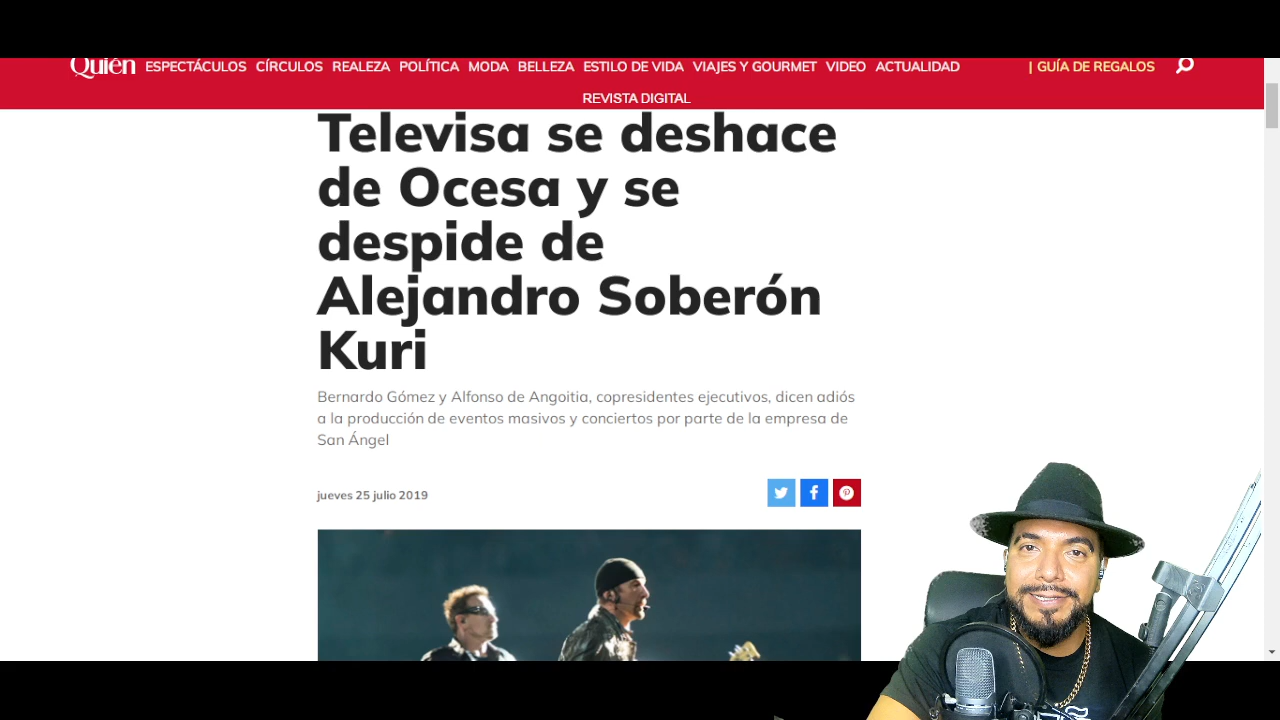 Quién ESPECTÁCULOS CÍRCULOS REALEZA POLÍTICA MODA BELLEZA ESTILO DE VIDA VIAJES Y GOURMET VIDEO ACTUALIDAD | GUÍA DE REGALOS
REVISTA DIGITAL
Televisa se deshace
de Ocesa y se
despide de
Alejandro Soberón
Kuri
Bernardo Gómez y Alfonso de Angoitia, copresidentes ejecutivos, dicen adiós
a la producción de eventos masivos y conciertos por parte de la empresa de
San Ángel
jueves 25 julio 2019